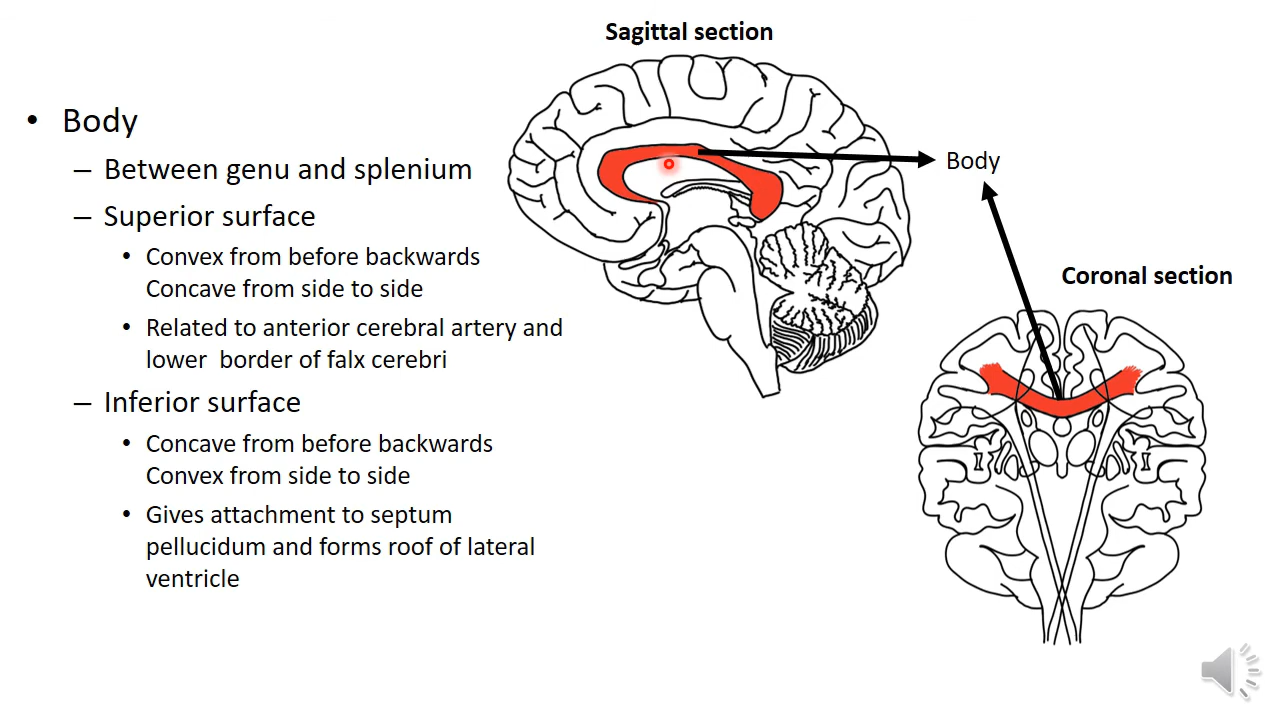 Sagittal section
• Body
– Between genu and splenium
– Superior surface
• Convex from before backwards
Concave from side to side
• Related to anterior cerebral artery and
lower border of falx cerebri
– Inferior surface
• Concave from before backwards
Convex from side to side
• Gives attachment to septum
pellucidum and forms roof of lateral
ventricle
Body
Coronal section